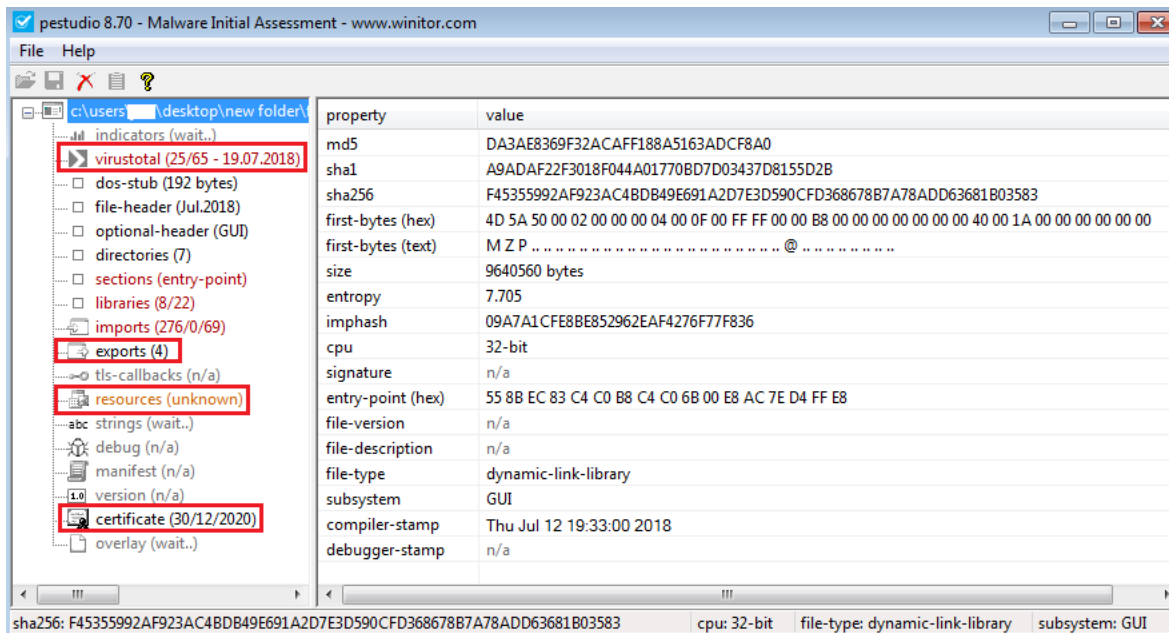 pestudio 8.70 - Malware Initial Assessment - www.winitor.com
File Help
c:\users\ \desktop\new folder\
indicators (wait..)
virustotal (25/65 - 19.07.2018)
dos-stub (192 bytes)
file-header (Jul.2018)
optional-header (GUI)
directories (7)
sections (entry-point)
libraries (8/22)
imports (276/0/69)
exports (4)
tls-callbacks (n/a)
resources (unknown)
abc strings (wait..)
debug (n/a)
manifest (n/a)
1.0 version (n/a)
certificate (30/12/2020)
overlay (wait..)
property value
md5 DA3AE8369F32ACAFF188A5163ADCF8A0
sha1 A9ADAF22F3018F044A01770BD7D03437D8155D2B
sha256 F45355992AF923AC4BDB49E691A2D7E3D590CFD368678B7A78ADD63681B03583
first-bytes (hex) 4D 5A 50 00 02 00 00 00 04 00 0F 00 FF FF 00 00 B8 00 00 00 00 00 00 00 40 00 1A 00 00 00 00 00
first-bytes (text) M Z P .. .. .. .. .. .. .. .. .. .. .. .. .. .. .. .. .. .. .. .. .. @ .. .. .. .. .. .. ..
size 9640560 bytes
entropy 7.705
imphash 09A7A1CFE8BE852962EAF4276F77F836
cpu 32-bit
signature n/a
entry-point (hex) 55 8B EC 83 C4 C0 B8 C4 C0 6B 00 E8 AC 7E D4 FF E8
file-version n/a
file-description n/a
file-type dynamic-link-library
subsystem GUI
compiler-stamp Thu Jul 12 19:33:00 2018
debugger-stamp n/a
sha256: F45355992AF923AC4BDB49E691A2D7E3D590CFD368678B7A78ADD63681B03583 cpu: 32-bit file-type: dynamic-link-library subsystem: GUI